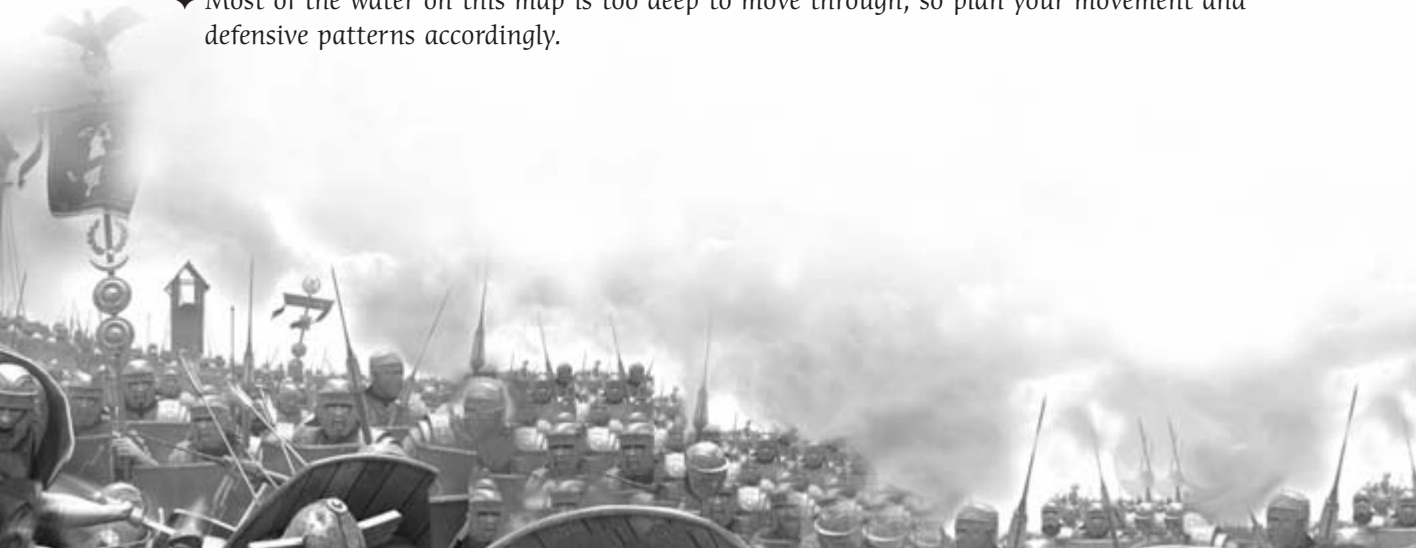 ✦ Most of the water on this map is too deep to move through, so plan your movement and
defensive patterns accordingly.